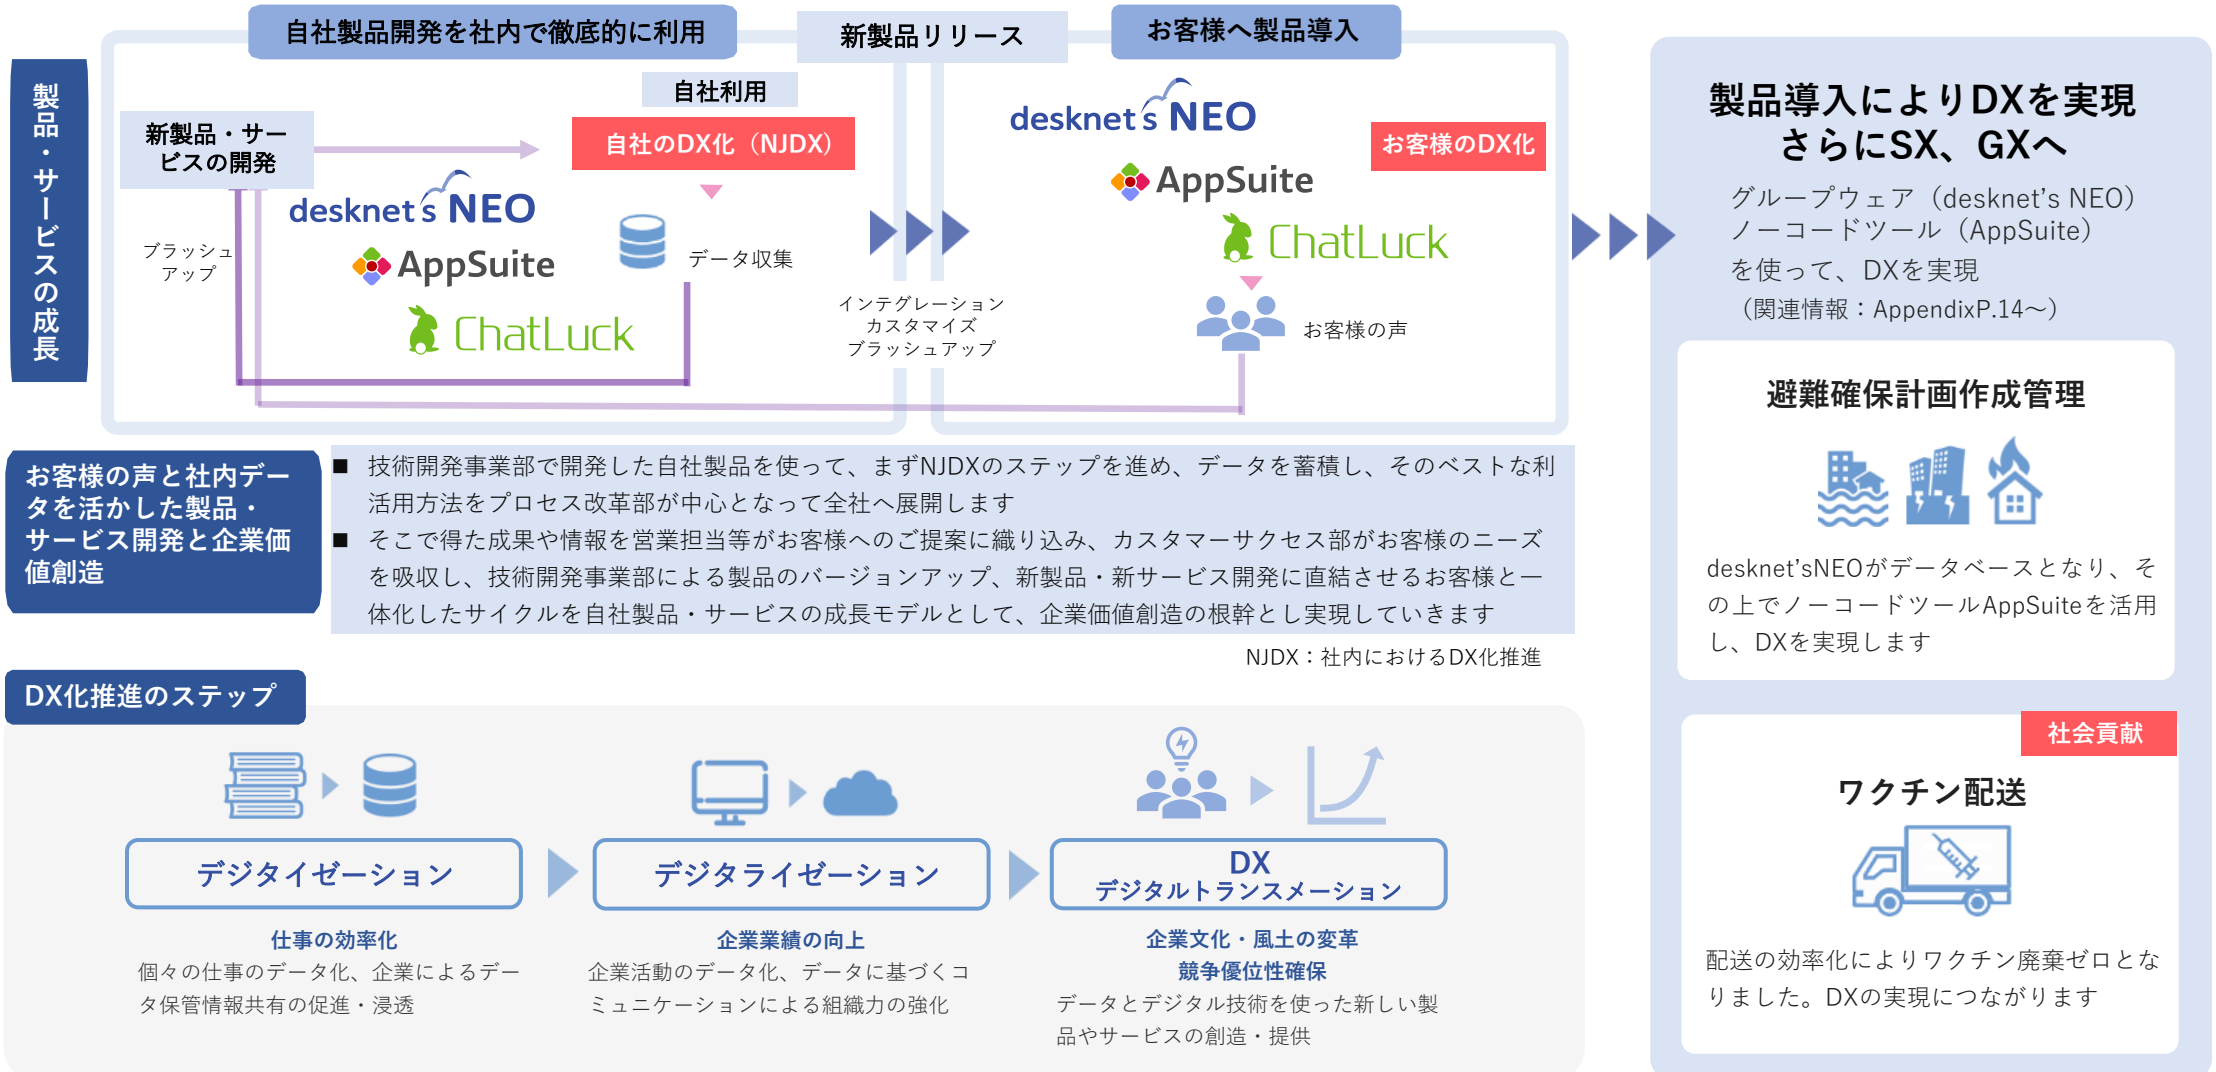 自社製品開発を社内で徹底的に利用
新製品リリース
お客様へ製品導入
製品・サービスの成長
自社利用
新製品・サー
ビスの開発
自社のDX化（NJDX）
desknet's NEO
AppSuite
ChatLuck
ブラッシュ
アップ
データ収集
インテグレーション
カスタマイズ
ブラッシュアップ
desknet's NEO
お客様のDX化
AppSuite
ChatLuck
お客様の声
製品導入によりDXを実現
さらにSX、GXへ
グループウェア（desknet’s NEO）
ノーコードツール（AppSuite）
を使って、DXを実現
（関連情報：AppendixP.14～）
避難確保計画作成管理
desknet’sNEOがデータベースとなり、そ
の上でノーコードツールAppSuiteを活用
し、DXを実現します
社会貢献
ワクチン配送
配送の効率化によりワクチン廃棄ゼロとな
りました。DXの実現につながります
お客様の声と社内デー
タを活かした製品・
サービス開発と企業価
値創造
■ 技術開発事業部で開発した自社製品を使って、まずNJDXのステップを進め、データを蓄積し、そのベストな利
活用方法をプロセス改革部が中心となって全社へ展開します
■ そこで得た成果や情報を営業担当等がお客様へのご提案に織り込み、カスタマーサクセス部がお客様のニーズ
を吸収し、技術開発事業部による製品のバージョンアップ、新製品・新サービス開発に直結させるお客様と一
体化したサイクルを自社製品・サービスの成長モデルとして、企業価値創造の根幹とし実現していきます
NJDX：社内におけるDX化推進
DX化推進のステップ
デジタイゼーション
仕事の効率化
個々の仕事のデータ化、企業によるデー
タ保管情報共有の促進・浸透
デジタライゼーション
企業業績の向上
企業活動のデータ化、データに基づくコ
ミュニケーションによる組織力の強化
DX
デジタルトランスメーション
企業文化・風土の変革
競争優位性確保
データとデジタル技術を使った新しい製
品やサービスの創造・提供